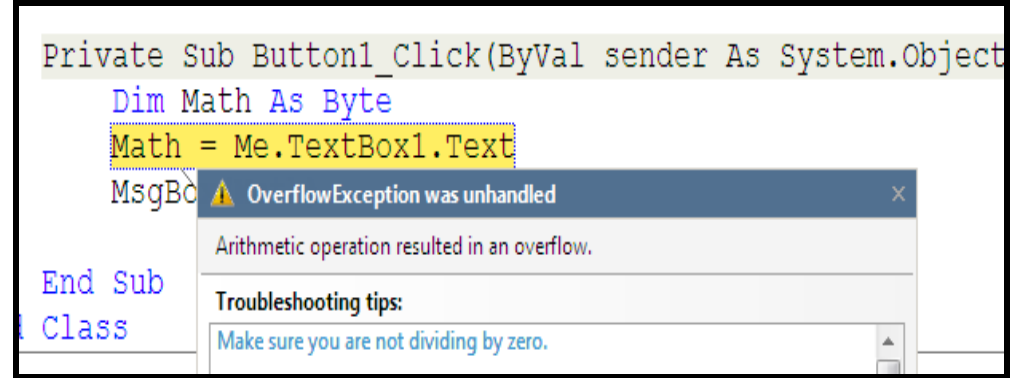 Private Sub Button1_Click(ByVal sender As System.Object
Dim Math As Byte
Math = Me.TextBox1.Text
MsgBo
OverflowException was unhandled
Arithmetic operation resulted in an overflow.
End Sub
Troubleshooting tips:
Class
Make sure you are not dividing by zero.